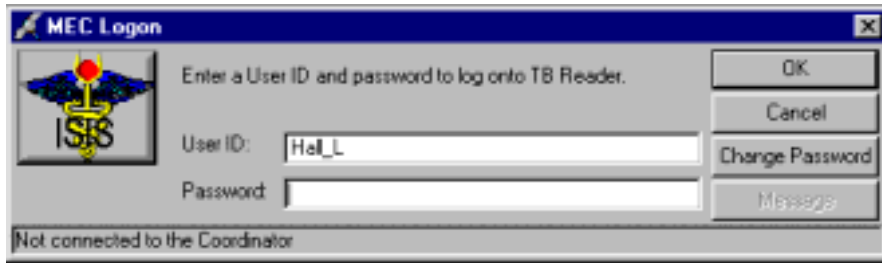 MEC Logon
Enter a User ID and password to log onto TB Reader.
ISIS
User ID:
Hall_L
Password:
OK
Cancel
Change Password
Message
Not connected to the Coordinator